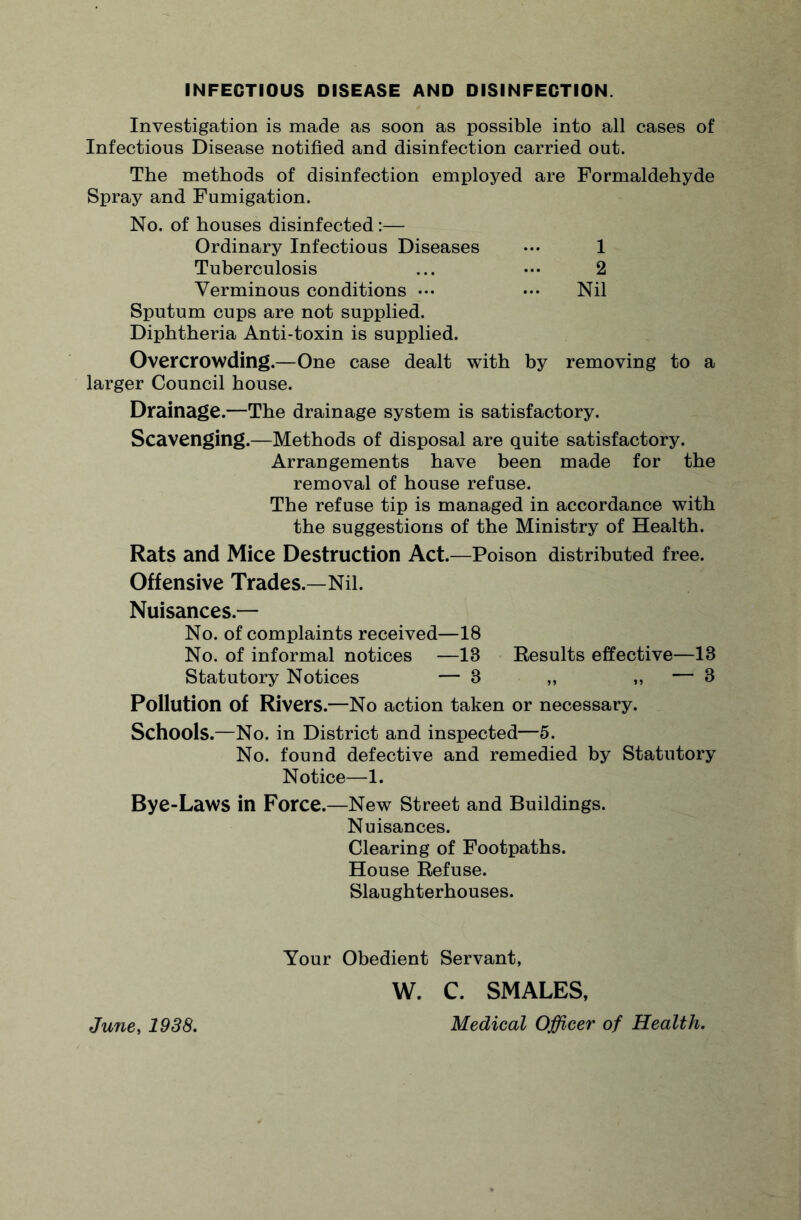 INFECTIOUS DISEASE AND DISINFECTION.
Investigation is made as soon as possible into all cases of
Infectious Disease notified and disinfection carried out.
The methods of disinfection employed are Formaldehyde
Spray and Fumigation.
No. of houses disinfected:—
Ordinary Infectious Diseases ... 1
Tuberculosis ... ... 2
Verminous conditions ... ... Nil
Sputum cups are not supplied.
Diphtheria Anti-toxin is supplied.
Overcrowding.—One case dealt with by removing to a
larger Council house.
Drainage.—The drainage system is satisfactory.
Scavenging.—Methods of disposal are quite satisfactory.
Arrangements have been made for the
removal of house refuse.
The refuse tip is managed in accordance with
the suggestions of the Ministry of Health.
Rats and Mice Destruction Act.—Poison distributed free.
Offensive Trades.—Nil.
Nuisances.—
No. of complaints received—18
No. of informal notices —13 Results effective—13
Statutory Notices — 3 ,, ,, — 3
Pollution of Rivers.—No action taken or necessary.
Schools.—No. in District and inspected—5.
No. found defective and remedied by Statutory
Notice—1.
Bye-Laws in Force.—New Street and Buildings.
Nuisances.
Clearing of Footpaths.
House Refuse.
Slaughterhouses.
Your Obedient Servant,
W. C. SMALES,
June, 1938. Medical Officer of Health.